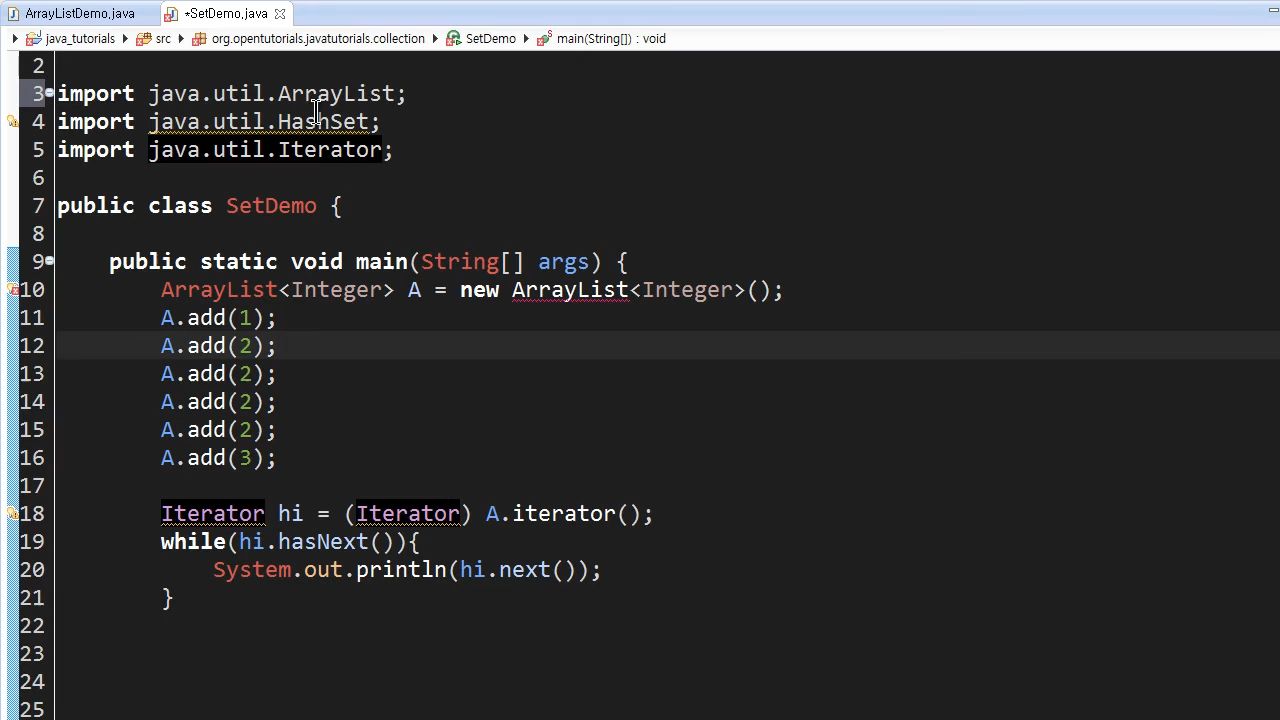 ArrayListDemo.java *SetDemo.java
java_tutorials src org.opentutorials.javatutorials.collection SetDemo main(String[]) : void
2
3 import java.util.ArrayList;
4 import java.util.HashSet;
5 import java.util.Iterator;
6
7 public class SetDemo {
8
9 public static void main(String[] args) {
10 ArrayList<Integer> A = new ArrayList<Integer>();
11 A.add(1);
12 A.add(2);
13 A.add(2);
14 A.add(2);
15 A.add(2);
16 A.add(3);
17
18 Iterator hi = (Iterator) A.iterator();
19 while(hi.hasNext()){
20 System.out.println(hi.next());
21 }
22
23
24
25